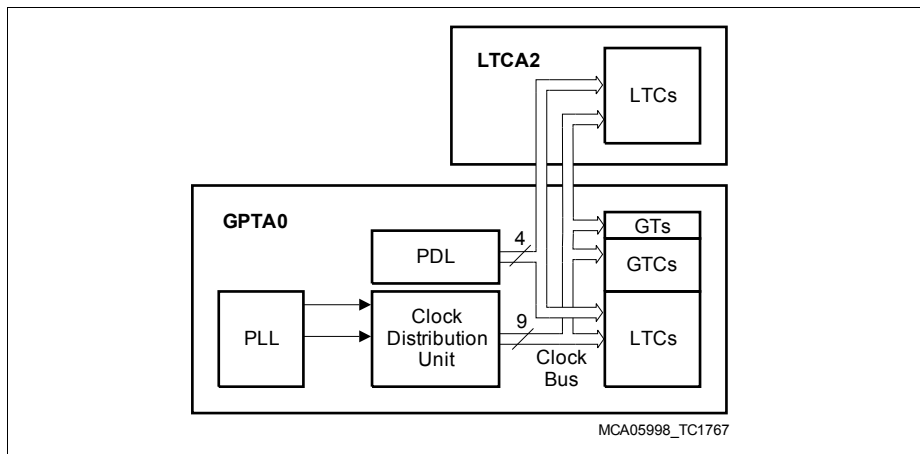 LTCA2
LTCs
GPTA0
GTs
4
PDL
GTCs
PLL
Clock
Distribution
Unit
9
Clock
Bus
LTCs
MCA05998_TC1767